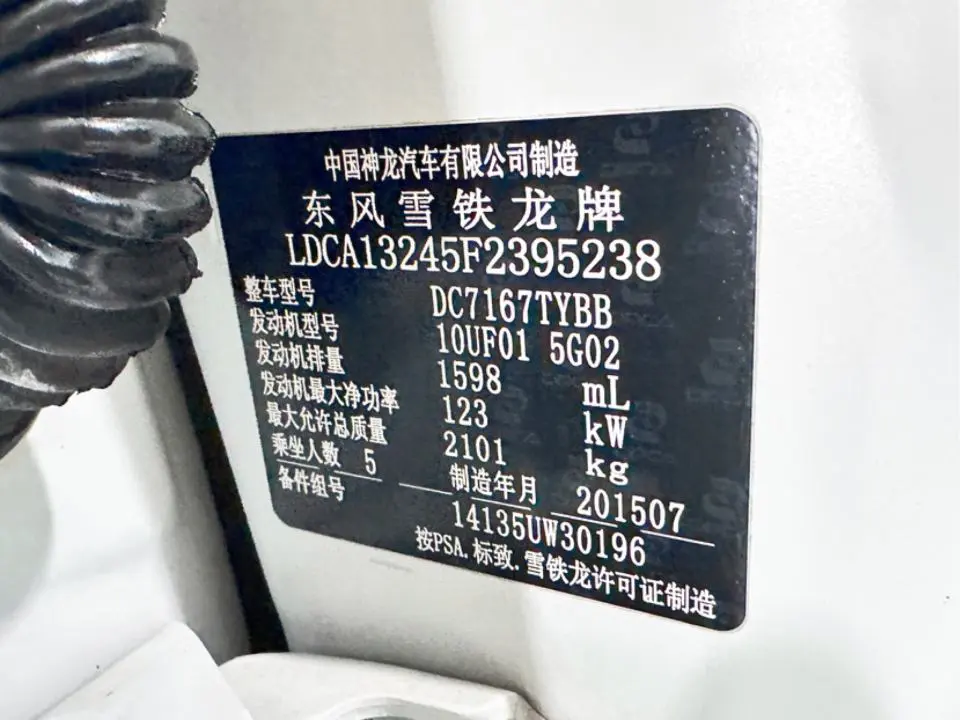 中国神龙汽车有限公司制造
东风雪铁龙牌
LDCA13245F2395238
整车型号 DC7167TYBB
发动机型号 10UF01 5G02
发动机排量 1598 mL
发动机最大净功率 123 kW
最大允许总质量 2101 kg
乘坐人数 5 制造年月 201507
备件组号 14135UW30196
按PSA.标致.雪铁龙许可证制造